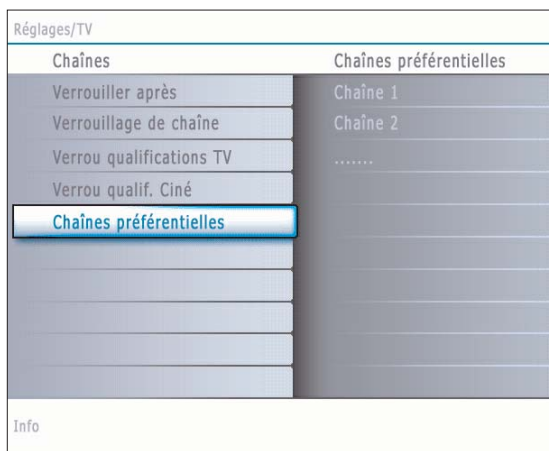 Réglages/TV
Chaînes
Chaînes préférentielles
Verrouiller après
Chaîne 1
Verrouillage de chaîne
Chaîne 2
Verrou qualifications TV
.......
Verrou qualif. Ciné
Chaînes préférentielles
Info